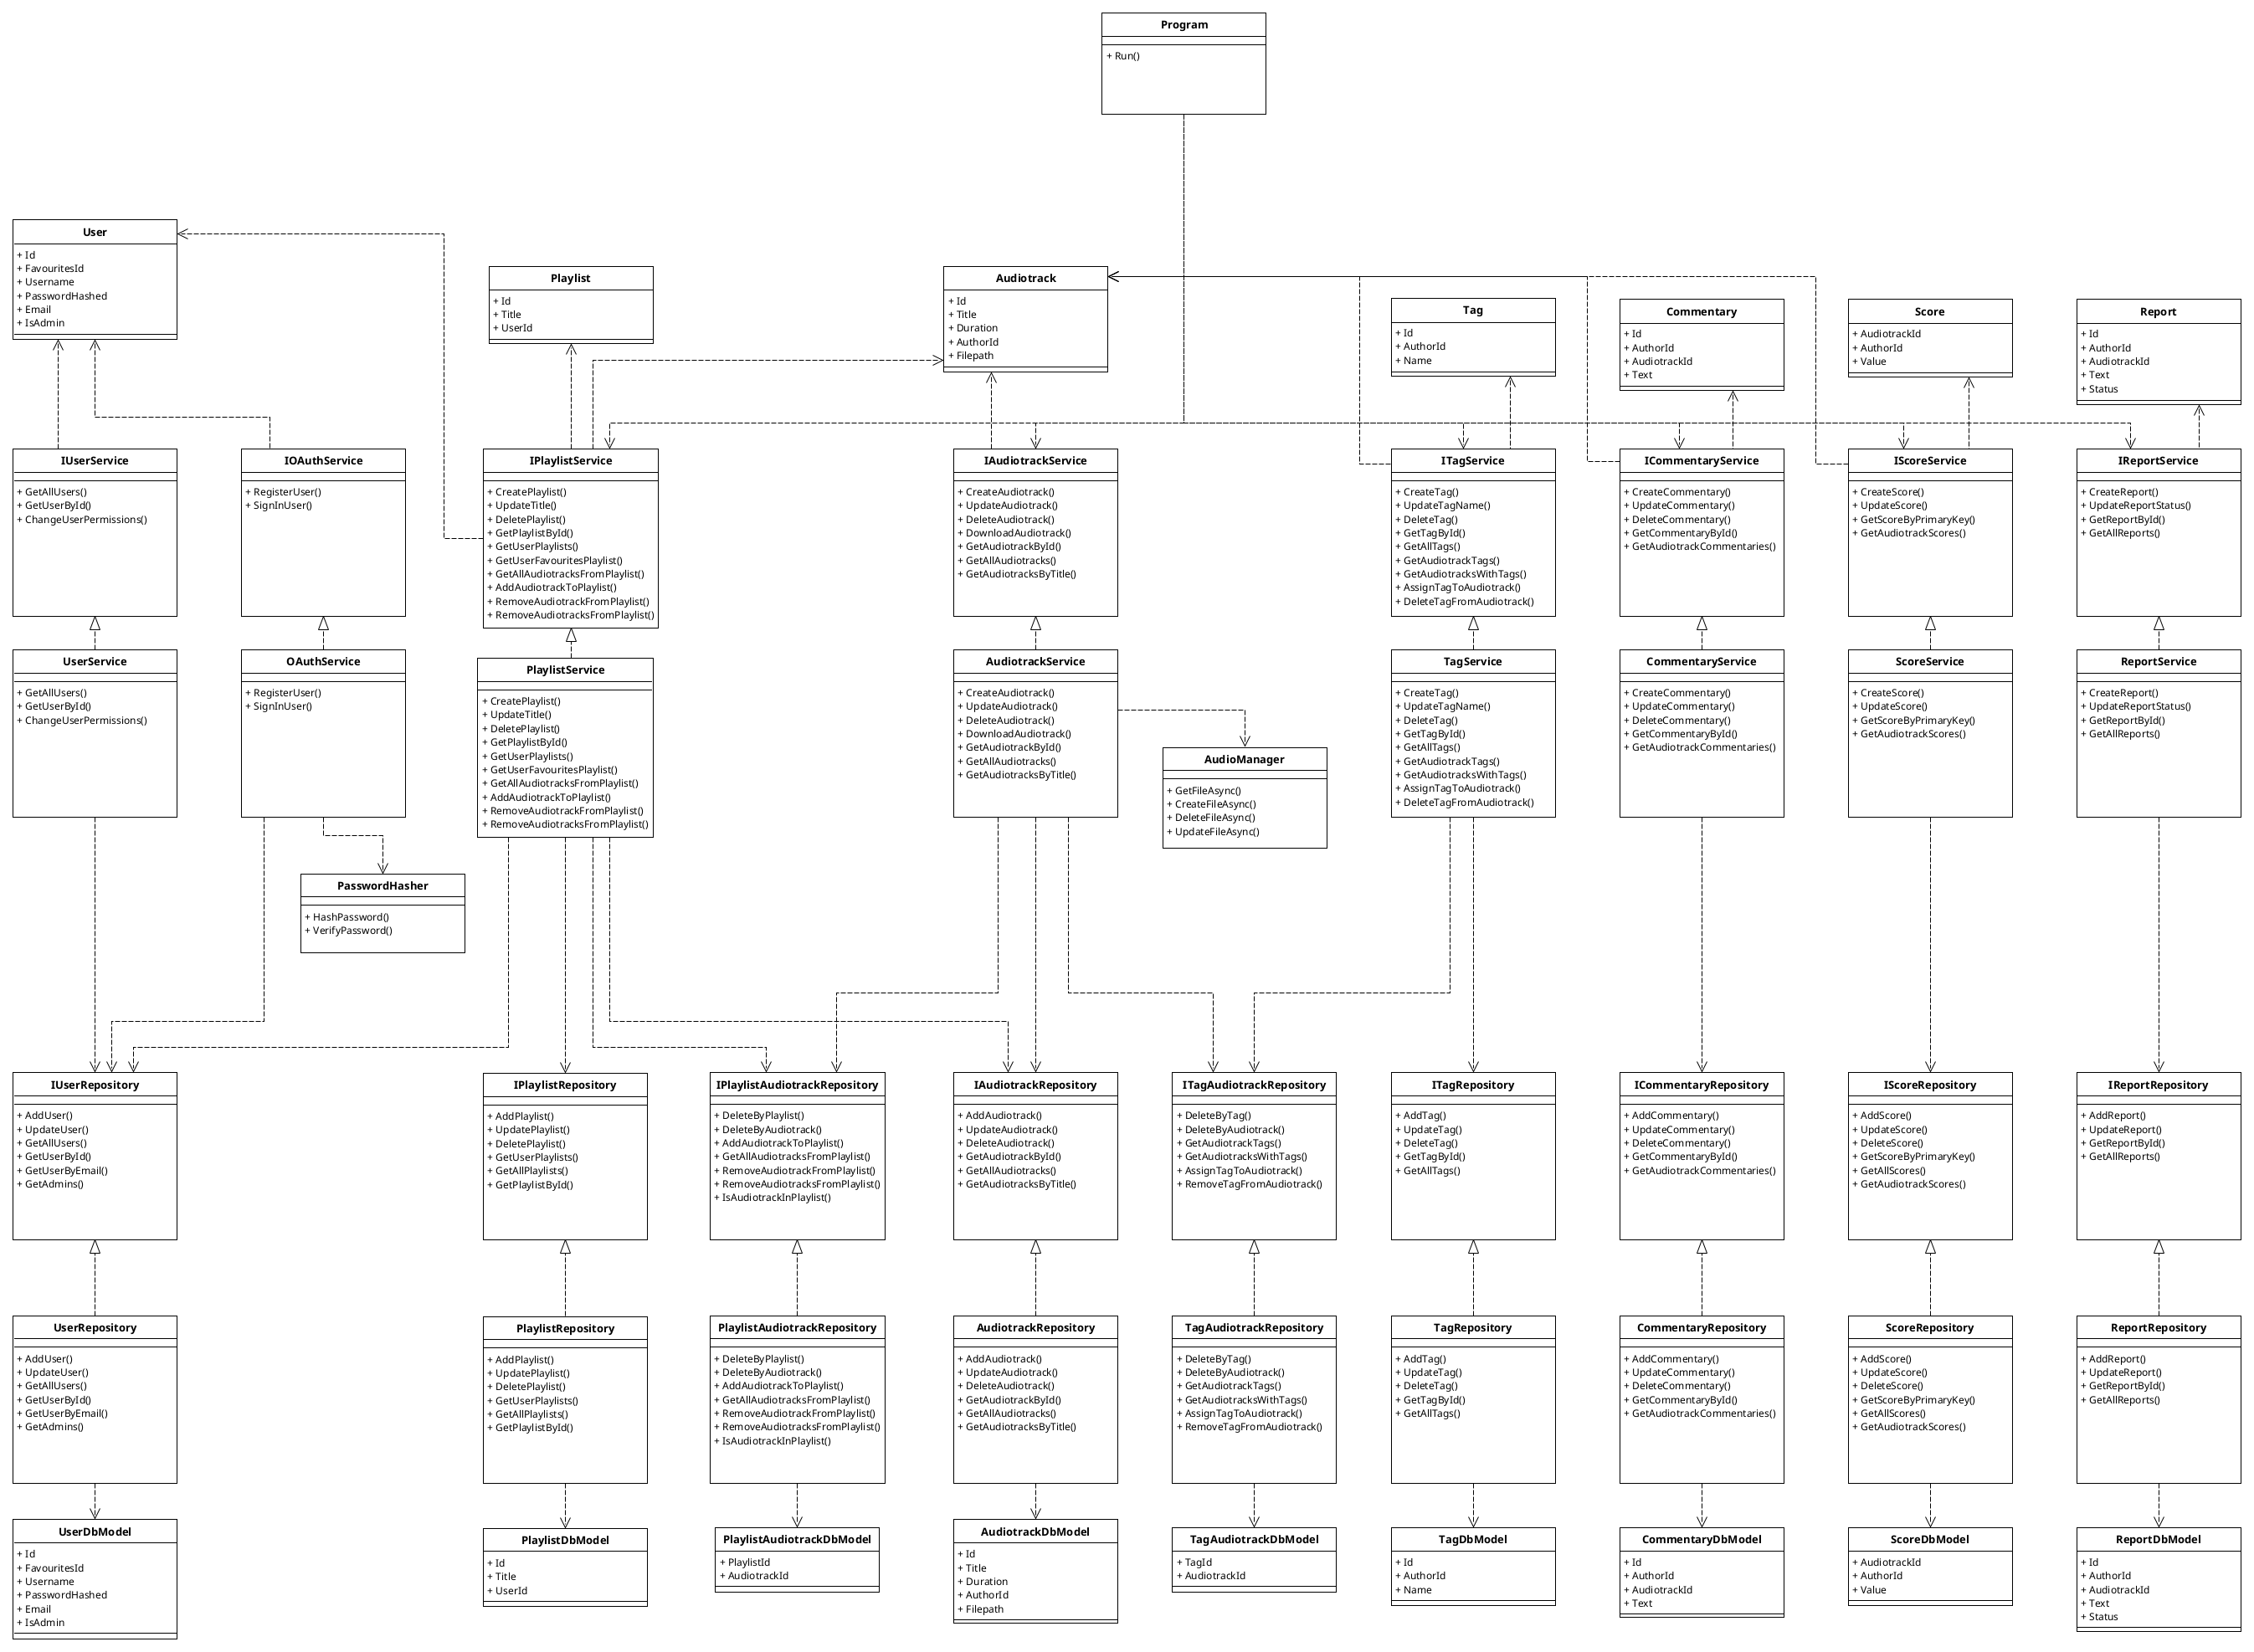 Program
+ Run()
User
+ Id
+ FavouritesId
+ Username
+ PasswordHashed
+ Email
+ IsAdmin
Playlist
+ Id
+ Title
+ UserId
Audiotrack
+ Id
+ Title
+ Duration
+ AuthorId
+ Filepath
Tag
+ Id
+ AuthorId
+ Name
Commentary
+ Id
+ AuthorId
+ AudiotrackId
+ Text
Score
+ AudiotrackId
+ AuthorId
+ Value
Report
+ Id
+ AuthorId
+ AudiotrackId
+ Text
+ Status
IUserService
+ GetAllUsers()
+ GetUserById()
+ ChangeUserPermissions()
IOAuthService
+ RegisterUser()
+ SignInUser()
IPlaylistService
+ CreatePlaylist()
+ UpdateTitle()
+ DeletePlaylist()
+ GetPlaylistById()
+ GetUserPlaylists()
+ GetUserFavouritesPlaylist()
+ GetAllAudiotracksFromPlaylist()
+ AddAudiotrackToPlaylist()
+ RemoveAudiotrackFromPlaylist()
+ RemoveAudiotracksFromPlaylist()
IAudiotrackService
+ CreateAudiotrack()
+ UpdateAudiotrack()
+ DeleteAudiotrack()
+ DownloadAudiotrack()
+ GetAudiotrackById()
+ GetAllAudiotracks()
+ GetAudiotracksByTitle()
ITagService
+ CreateTag()
+ UpdateTagName()
+ DeleteTag()
+ GetTagById()
+ GetAllTags()
+ GetAudiotrackTags()
+ GetAudiotracksWithTags()
+ AssignTagToAudiotrack()
+ DeleteTagFromAudiotrack()
ICommentaryService
+ CreateCommentary()
+ UpdateCommentary()
+ DeleteCommentary()
+ GetCommentaryById()
+ GetAudiotrackCommentaries()
IScoreService
+ CreateScore()
+ UpdateScore()
+ GetScoreByPrimaryKey()
+ GetAudiotrackScores()
IReportService
+ CreateReport()
+ UpdateReportStatus()
+ GetReportById()
+ GetAllReports()
UserService
+ GetAllUsers()
+ GetUserById()
+ ChangeUserPermissions()
OAuthService
+ RegisterUser()
+ SignInUser()
PlaylistService
+ CreatePlaylist()
+ UpdateTitle()
+ DeletePlaylist()
+ GetPlaylistById()
+ GetUserPlaylists()
+ GetUserFavouritesPlaylist()
+ GetAllAudiotracksFromPlaylist()
+ AddAudiotrackToPlaylist()
+ RemoveAudiotrackFromPlaylist()
+ RemoveAudiotracksFromPlaylist()
AudiotrackService
+ CreateAudiotrack()
+ UpdateAudiotrack()
+ DeleteAudiotrack()
+ DownloadAudiotrack()
+ GetAudiotrackById()
+ GetAllAudiotracks()
+ GetAudiotracksByTitle()
AudioManager
+ GetFileAsync()
+ CreateFileAsync()
+ DeleteFileAsync()
+ UpdateFileAsync()
TagService
+ CreateTag()
+ UpdateTagName()
+ DeleteTag()
+ GetTagById()
+ GetAllTags()
+ GetAudiotrackTags()
+ GetAudiotracksWithTags()
+ AssignTagToAudiotrack()
+ DeleteTagFromAudiotrack()
CommentaryService
+ CreateCommentary()
+ UpdateCommentary()
+ DeleteCommentary()
+ GetCommentaryById()
+ GetAudiotrackCommentaries()
ScoreService
+ CreateScore()
+ UpdateScore()
+ GetScoreByPrimaryKey()
+ GetAudiotrackScores()
ReportService
+ CreateReport()
+ UpdateReportStatus()
+ GetReportById()
+ GetAllReports()
PasswordHasher
+ HashPassword()
+ VerifyPassword()
IUserRepository
+ AddUser()
+ UpdateUser()
+ GetAllUsers()
+ GetUserById()
+ GetUserByEmail()
+ GetAdmins()
IPlaylistRepository
+ AddPlaylist()
+ UpdatePlaylist()
+ DeletePlaylist()
+ GetUserPlaylists()
+ GetAllPlaylists()
+ GetPlaylistById()
IPlaylistAudiotrackRepository
+ DeleteByPlaylist()
+ DeleteByAudiotrack()
+ AddAudiotrackToPlaylist()
+ GetAllAudiotracksFromPlaylist()
+ RemoveAudiotrackFromPlaylist()
+ RemoveAudiotracksFromPlaylist()
+ IsAudiotrackInPlaylist()
IAudiotrackRepository
+ AddAudiotrack()
+ UpdateAudiotrack()
+ DeleteAudiotrack()
+ GetAudiotrackById()
+ GetAllAudiotracks()
+ GetAudiotracksByTitle()
ITagAudiotrackRepository
+ DeleteByTag()
+ DeleteByAudiotrack()
+ GetAudiotrackTags()
+ GetAudiotracksWithTags()
+ AssignTagToAudiotrack()
+ RemoveTagFromAudiotrack()
ITagRepository
+ AddTag()
+ UpdateTag()
+ DeleteTag()
+ GetTagById()
+ GetAllTags()
ICommentaryRepository
+ AddCommentary()
+ UpdateCommentary()
+ DeleteCommentary()
+ GetCommentaryById()
+ GetAudiotrackCommentaries()
IScoreRepository
+ AddScore()
+ UpdateScore()
+ DeleteScore()
+ GetScoreByPrimaryKey()
+ GetAllScores()
+ GetAudiotrackScores()
IReportRepository
+ AddReport()
+ UpdateReport()
+ GetReportById()
+ GetAllReports()
UserRepository
+ AddUser()
+ UpdateUser()
+ GetAllUsers()
+ GetUserById()
+ GetUserByEmail()
+ GetAdmins()
PlaylistRepository
+ AddPlaylist()
+ UpdatePlaylist()
+ DeletePlaylist()
+ GetUserPlaylists()
+ GetAllPlaylists()
+ GetPlaylistById()
PlaylistAudiotrackRepository
+ DeleteByPlaylist()
+ DeleteByAudiotrack()
+ AddAudiotrackToPlaylist()
+ GetAllAudiotracksFromPlaylist()
+ RemoveAudiotrackFromPlaylist()
+ RemoveAudiotracksFromPlaylist()
+ IsAudiotrackInPlaylist()
AudiotrackRepository
+ AddAudiotrack()
+ UpdateAudiotrack()
+ DeleteAudiotrack()
+ GetAudiotrackById()
+ GetAllAudiotracks()
+ GetAudiotracksByTitle()
TagAudiotrackRepository
+ DeleteByTag()
+ DeleteByAudiotrack()
+ GetAudiotrackTags()
+ GetAudiotracksWithTags()
+ AssignTagToAudiotrack()
+ RemoveTagFromAudiotrack()
TagRepository
+ AddTag()
+ UpdateTag()
+ DeleteTag()
+ GetTagById()
+ GetAllTags()
CommentaryRepository
+ AddCommentary()
+ UpdateCommentary()
+ DeleteCommentary()
+ GetCommentaryById()
+ GetAudiotrackCommentaries()
ScoreRepository
+ AddScore()
+ UpdateScore()
+ DeleteScore()
+ GetScoreByPrimaryKey()
+ GetAllScores()
+ GetAudiotrackScores()
ReportRepository
+ AddReport()
+ UpdateReport()
+ GetReportById()
+ GetAllReports()
UserDbModel
+ Id
+ FavouritesId
+ Username
+ PasswordHashed
+ Email
+ IsAdmin
PlaylistDbModel
+ Id
+ Title
+ UserId
PlaylistAudiotrackDbModel
+ PlaylistId
+ AudiotrackId
AudiotrackDbModel
+ Id
+ Title
+ Duration
+ AuthorId
+ Filepath
TagAudiotrackDbModel
+ TagId
+ AudiotrackId
TagDbModel
+ Id
+ AuthorId
+ Name
CommentaryDbModel
+ Id
+ AuthorId
+ AudiotrackId
+ Text
ScoreDbModel
+ AudiotrackId
+ AuthorId
+ Value
ReportDbModel
+ Id
+ AuthorId
+ AudiotrackId
+ Text
+ Status